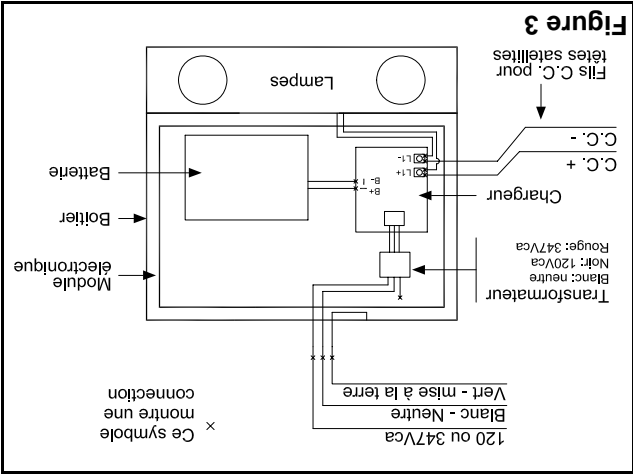 Ce symbole
montre une
connection
×
120 ou 347Vca
Blanc - Neutre
Vert - mise à la terre
Transformateur
Blanc: neutre
Noir: 120Vca
Rouge: 347Vca
Module
électronique
Boitier
Batterie
Chargeur
B+
B-
L1+
L1-
C.C. +
C.C. -
Fils C.C. pour
têtes satellites
Lampes
Figure 3